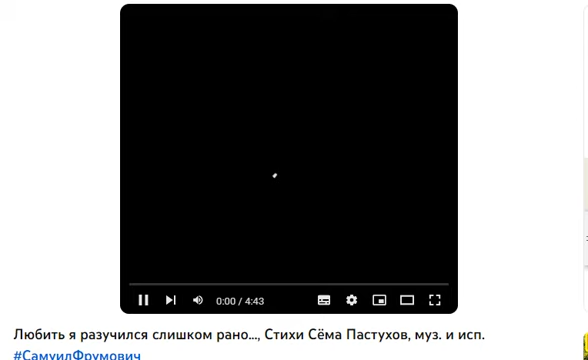 0:00 / 4:43
Любить я разучился слишком рано..., Стихи Сёма Пастухов, муз. и исп.
#СамуилФрумович